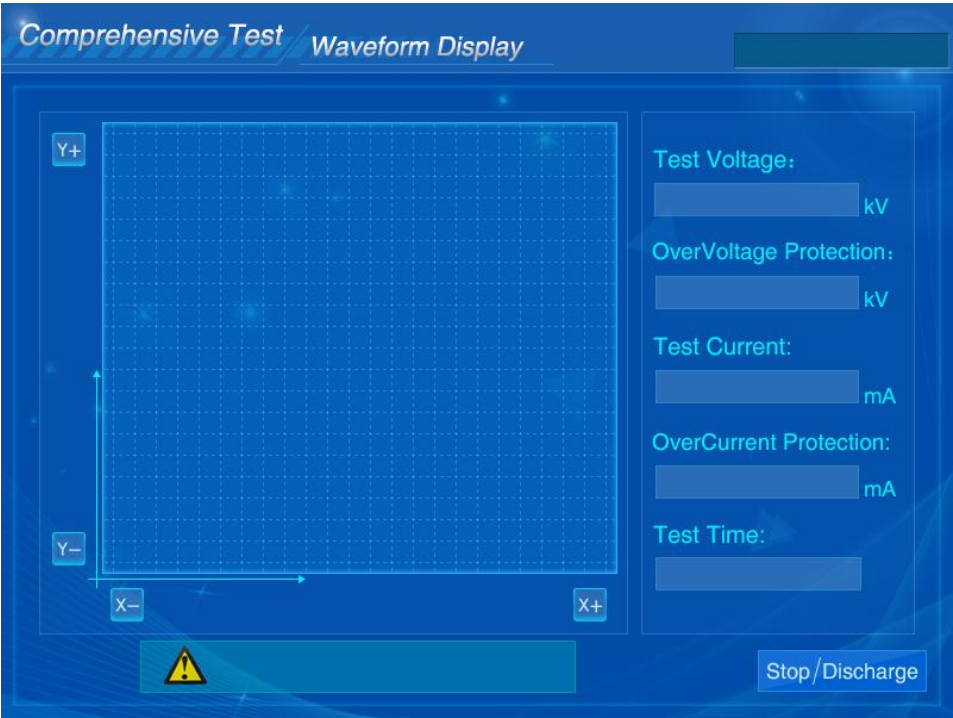 Comprehensive Test
Waveform Display
Y+
Y−
X−
X+
Test Voltage：
kV
OverVoltage Protection：
kV
Test Current:
mA
OverCurrent Protection:
mA
Test Time:
Stop/Discharge